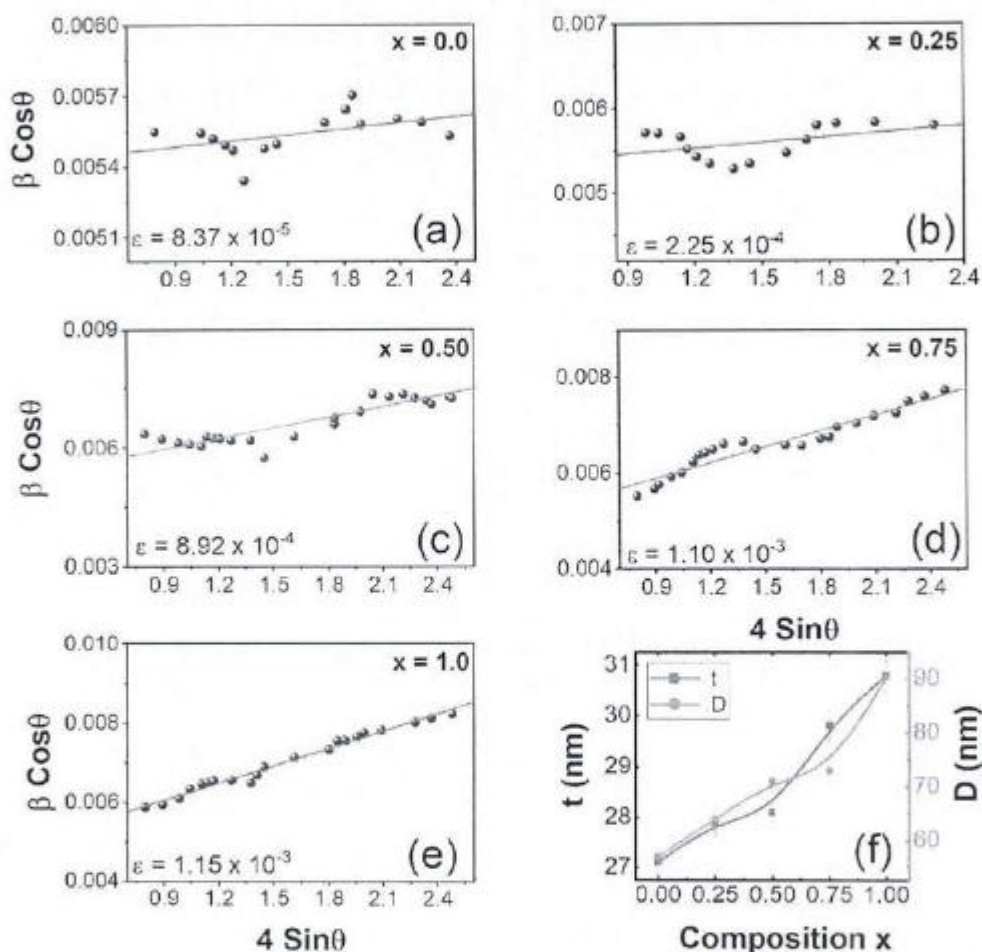 0.0060
0.0057
0.0054
0.0051
β Cosθ
x = 0.0
ε = 8.37 x 10⁻⁵
(a)
0.9 1.2 1.5 1.8 2.1 2.4
0.007
0.006
0.005
x = 0.25
ε = 2.25 x 10⁻⁴
(b)
0.9 1.2 1.5 1.8 2.1 2.4
0.009
0.006
0.003
β Cosθ
x = 0.50
ε = 8.92 x 10⁻⁴
(c)
0.9 1.2 1.5 1.8 2.1 2.4
0.008
0.006
0.004
x = 0.75
ε = 1.10 x 10⁻³
(d)
0.9 1.2 1.5 1.8 2.1 2.4
4 Sinθ
0.010
0.008
0.006
0.004
β Cosθ
x = 1.0
ε = 1.15 x 10⁻³
(e)
0.9 1.2 1.5 1.8 2.1 2.4
4 Sinθ
31
30
29
28
27
t (nm)
t
D
(f)
90
80
70
60
D (nm)
0.00 0.25 0.50 0.75 1.00
Composition x